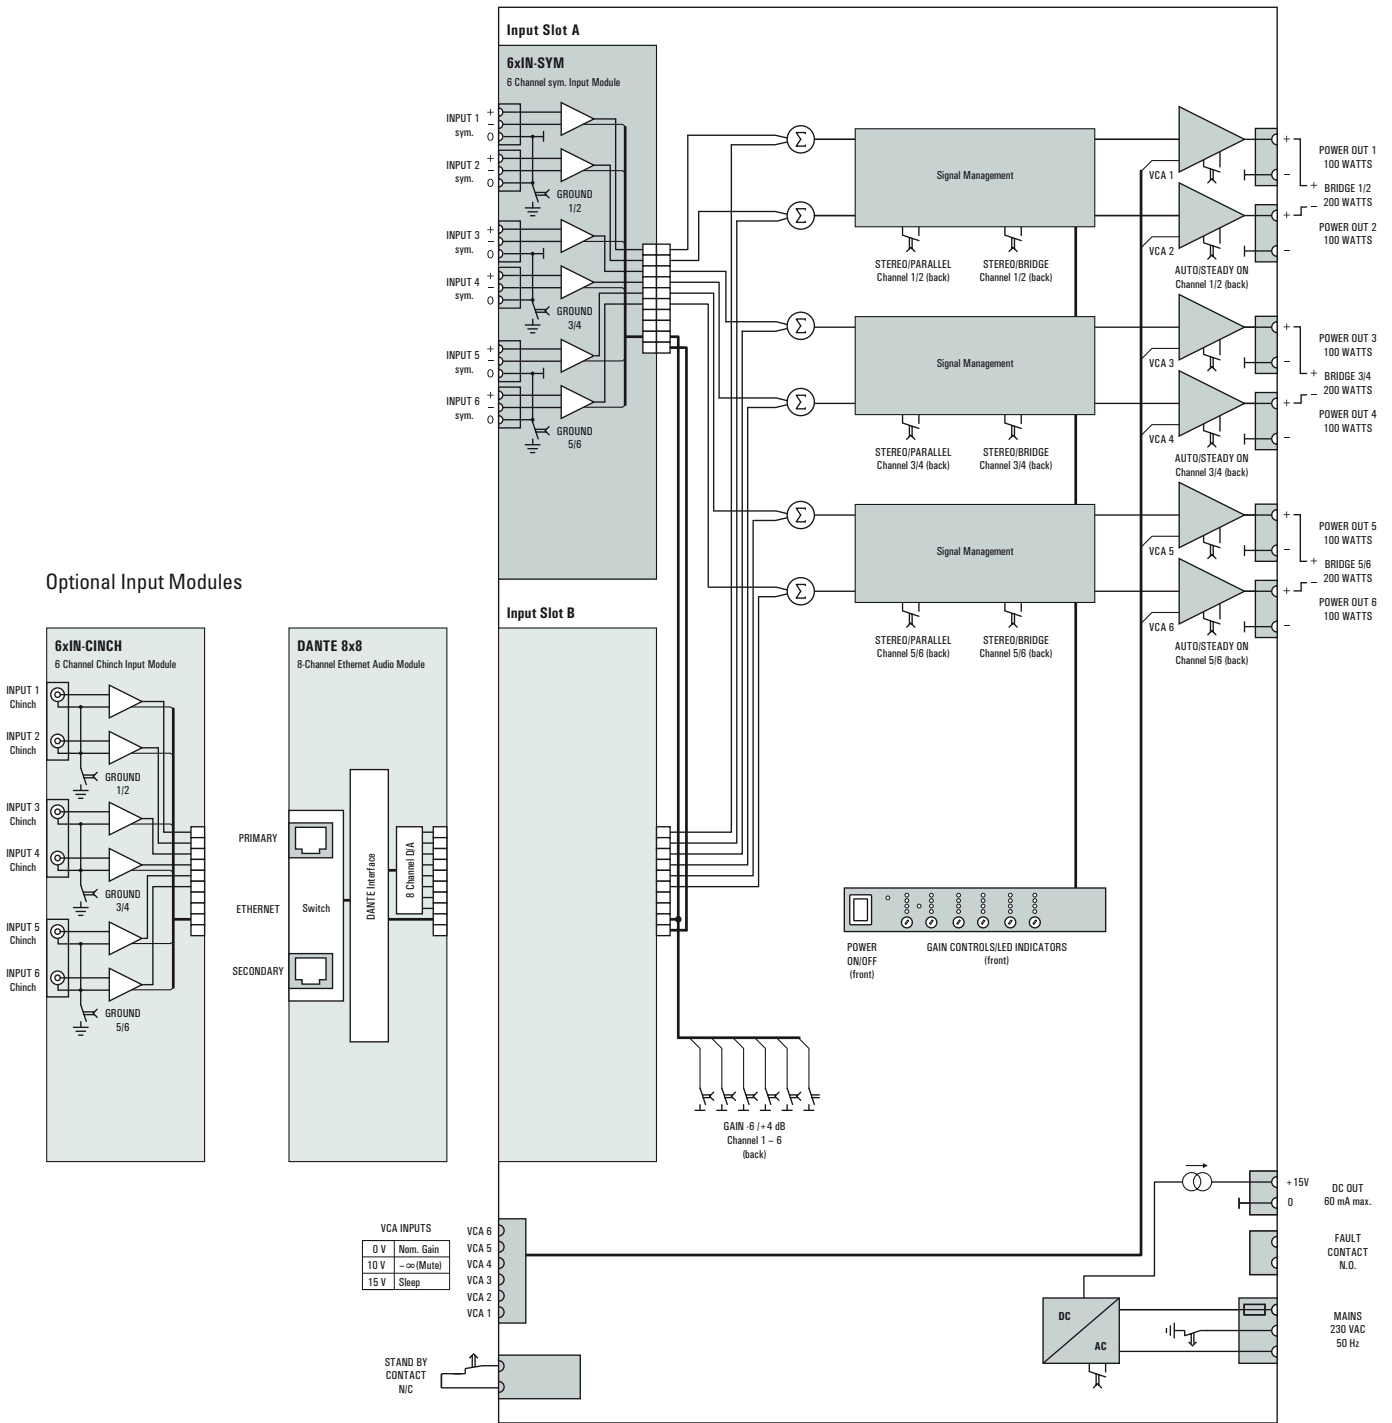 Input Slot A
6xIN-SYM
6 Channel sym. Input Module
INPUT 1
sym.
+
−
0
INPUT 2
sym.
+
−
0
GROUND
1/2
INPUT 3
sym.
+
−
0
INPUT 4
sym.
+
−
0
GROUND
3/4
INPUT 5
sym.
+
−
0
INPUT 6
sym.
+
−
0
GROUND
5/6
Σ
Σ
Signal Management
STEREO/PARALLEL
Channel 1/2 (back)
STEREO/BRIDGE
Channel 1/2 (back)
VCA 1
VCA 2
AUTO/STEADY ON
Channel 1/2 (back)
+
−
+
−
POWER OUT 1
100 WATTS
+ BRIDGE 1/2
− 200 WATTS
POWER OUT 2
100 WATTS
Σ
Σ
Signal Management
STEREO/PARALLEL
Channel 3/4 (back)
STEREO/BRIDGE
Channel 3/4 (back)
VCA 3
VCA 4
AUTO/STEADY ON
Channel 3/4 (back)
+
−
+
−
POWER OUT 3
100 WATTS
+ BRIDGE 3/4
− 200 WATTS
POWER OUT 4
100 WATTS
Σ
Σ
Signal Management
STEREO/PARALLEL
Channel 5/6 (back)
STEREO/BRIDGE
Channel 5/6 (back)
VCA 5
VCA 6
AUTO/STEADY ON
Channel 5/6 (back)
+
−
+
−
POWER OUT 5
100 WATTS
+ BRIDGE 5/6
− 200 WATTS
POWER OUT 6
100 WATTS
Optional Input Modules
6xIN-CINCH
6 Channel Chinch Input Module
INPUT 1
Chinch
INPUT 2
Chinch
GROUND
1/2
INPUT 3
Chinch
INPUT 4
Chinch
GROUND
3/4
INPUT 5
Chinch
INPUT 6
Chinch
GROUND
5/6
DANTE 8x8
8-Channel Ethernet Audio Module
PRIMARY
ETHERNET
SECONDARY
Switch
DANTE Interface
8 Channel D/A
Input Slot B
POWER
ON/OFF
(front)
GAIN CONTROLS/LED INDICATORS
(front)
GAIN -6 /+4 dB
Channel 1 – 6
(back)
VCA INPUTS
0 V Nom. Gain
10 V −∞(Mute)
15 V Sleep
VCA 6
VCA 5
VCA 4
VCA 3
VCA 2
VCA 1
STAND BY
CONTACT
N/C
+15V
0
DC OUT
60 mA max.
FAULT
CONTACT
N.O.
DC
AC
MAINS
230 VAC
50 Hz